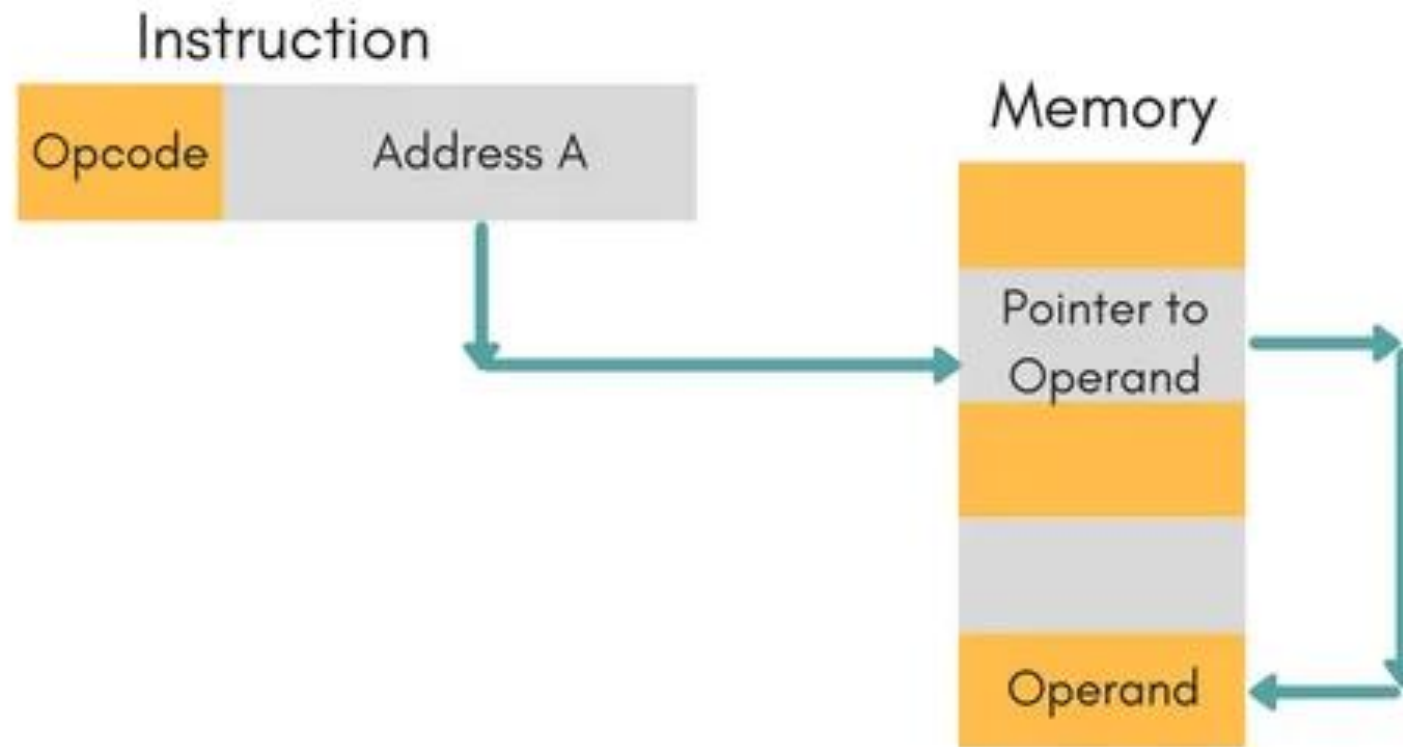 Instruction
Opcode
Address A
Memory
Pointer to
Operand
Operand